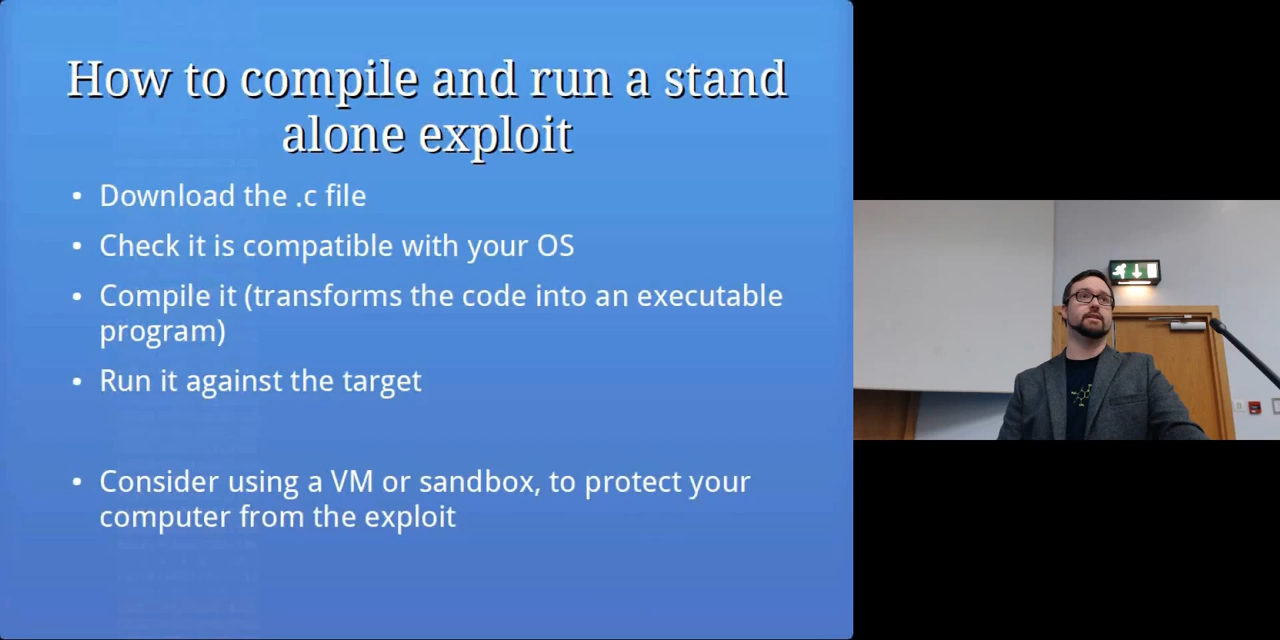 How to compile and run a stand
alone exploit
• Download the .c file
• Check it is compatible with your OS
• Compile it (transforms the code into an executable
program)
• Run it against the target
• Consider using a VM or sandbox, to protect your
computer from the exploit